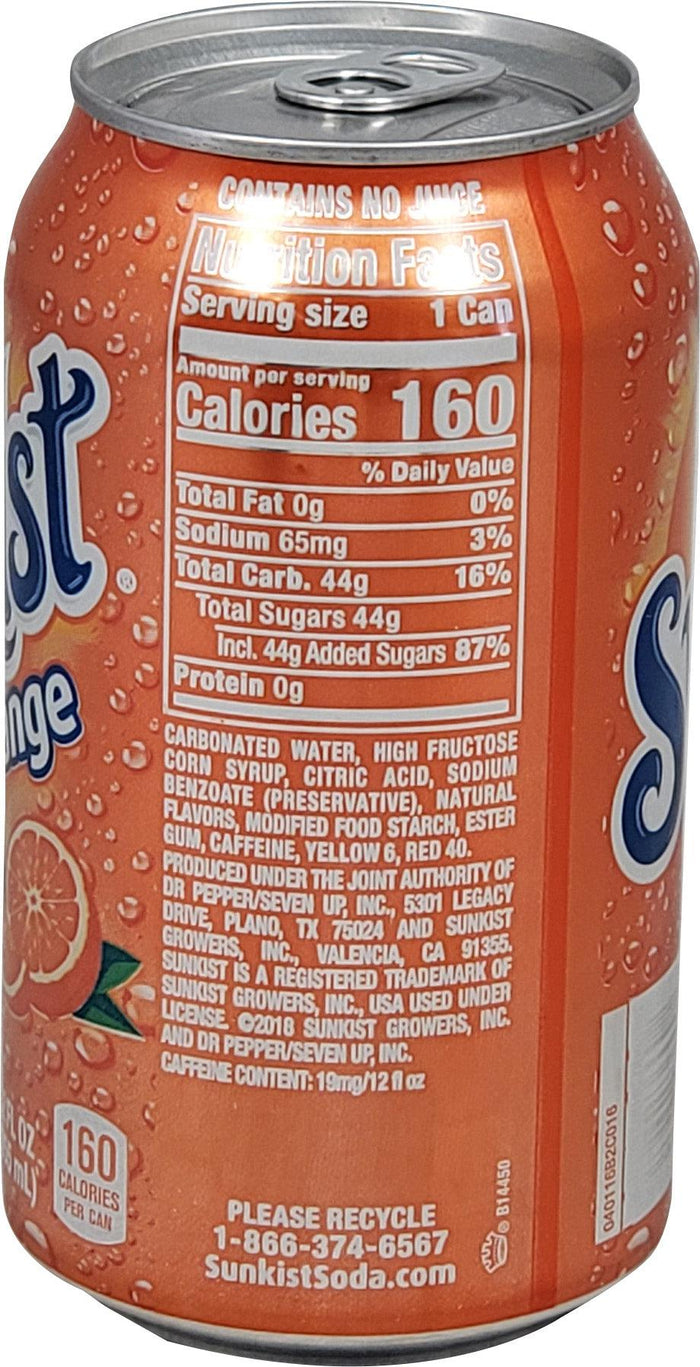 CONTAINS NO JUICE
Nutrition Facts
Serving size 1 Can
Amount per serving
Calories 160
% Daily Value
Total Fat 0g 0%
Sodium 65mg 3%
Total Carb. 44g 16%
Total Sugars 44g
Incl. 44g Added Sugars 87%
Protein 0g
CARBONATED WATER, HIGH FRUCTOSE
CORN SYRUP, CITRIC ACID, SODIUM
BENZOATE (PRESERVATIVE), NATURAL
FLAVORS, MODIFIED FOOD STARCH, ESTER
GUM, CAFFEINE, YELLOW 6, RED 40.
PRODUCED UNDER THE JOINT AUTHORITY OF
DR PEPPER/SEVEN UP, INC., 5301 LEGACY
DRIVE, PLANO, TX 75024 AND SUNKIST
GROWERS, INC., VALENCIA, CA 91355.
SUNKIST IS A REGISTERED TRADEMARK OF
SUNKIST GROWERS, INC., USA USED UNDER
LICENSE. ©2018 SUNKIST GROWERS, INC.
AND DR PEPPER/SEVEN UP, INC.
CAFFEINE CONTENT: 19mg/12 fl oz
PLEASE RECYCLE
1-866-374-6567
SunkistSoda.com
B14450
kist®
ange
FL OZ
mL)
160
CALORIES
PER CAN
S
040116B2C016